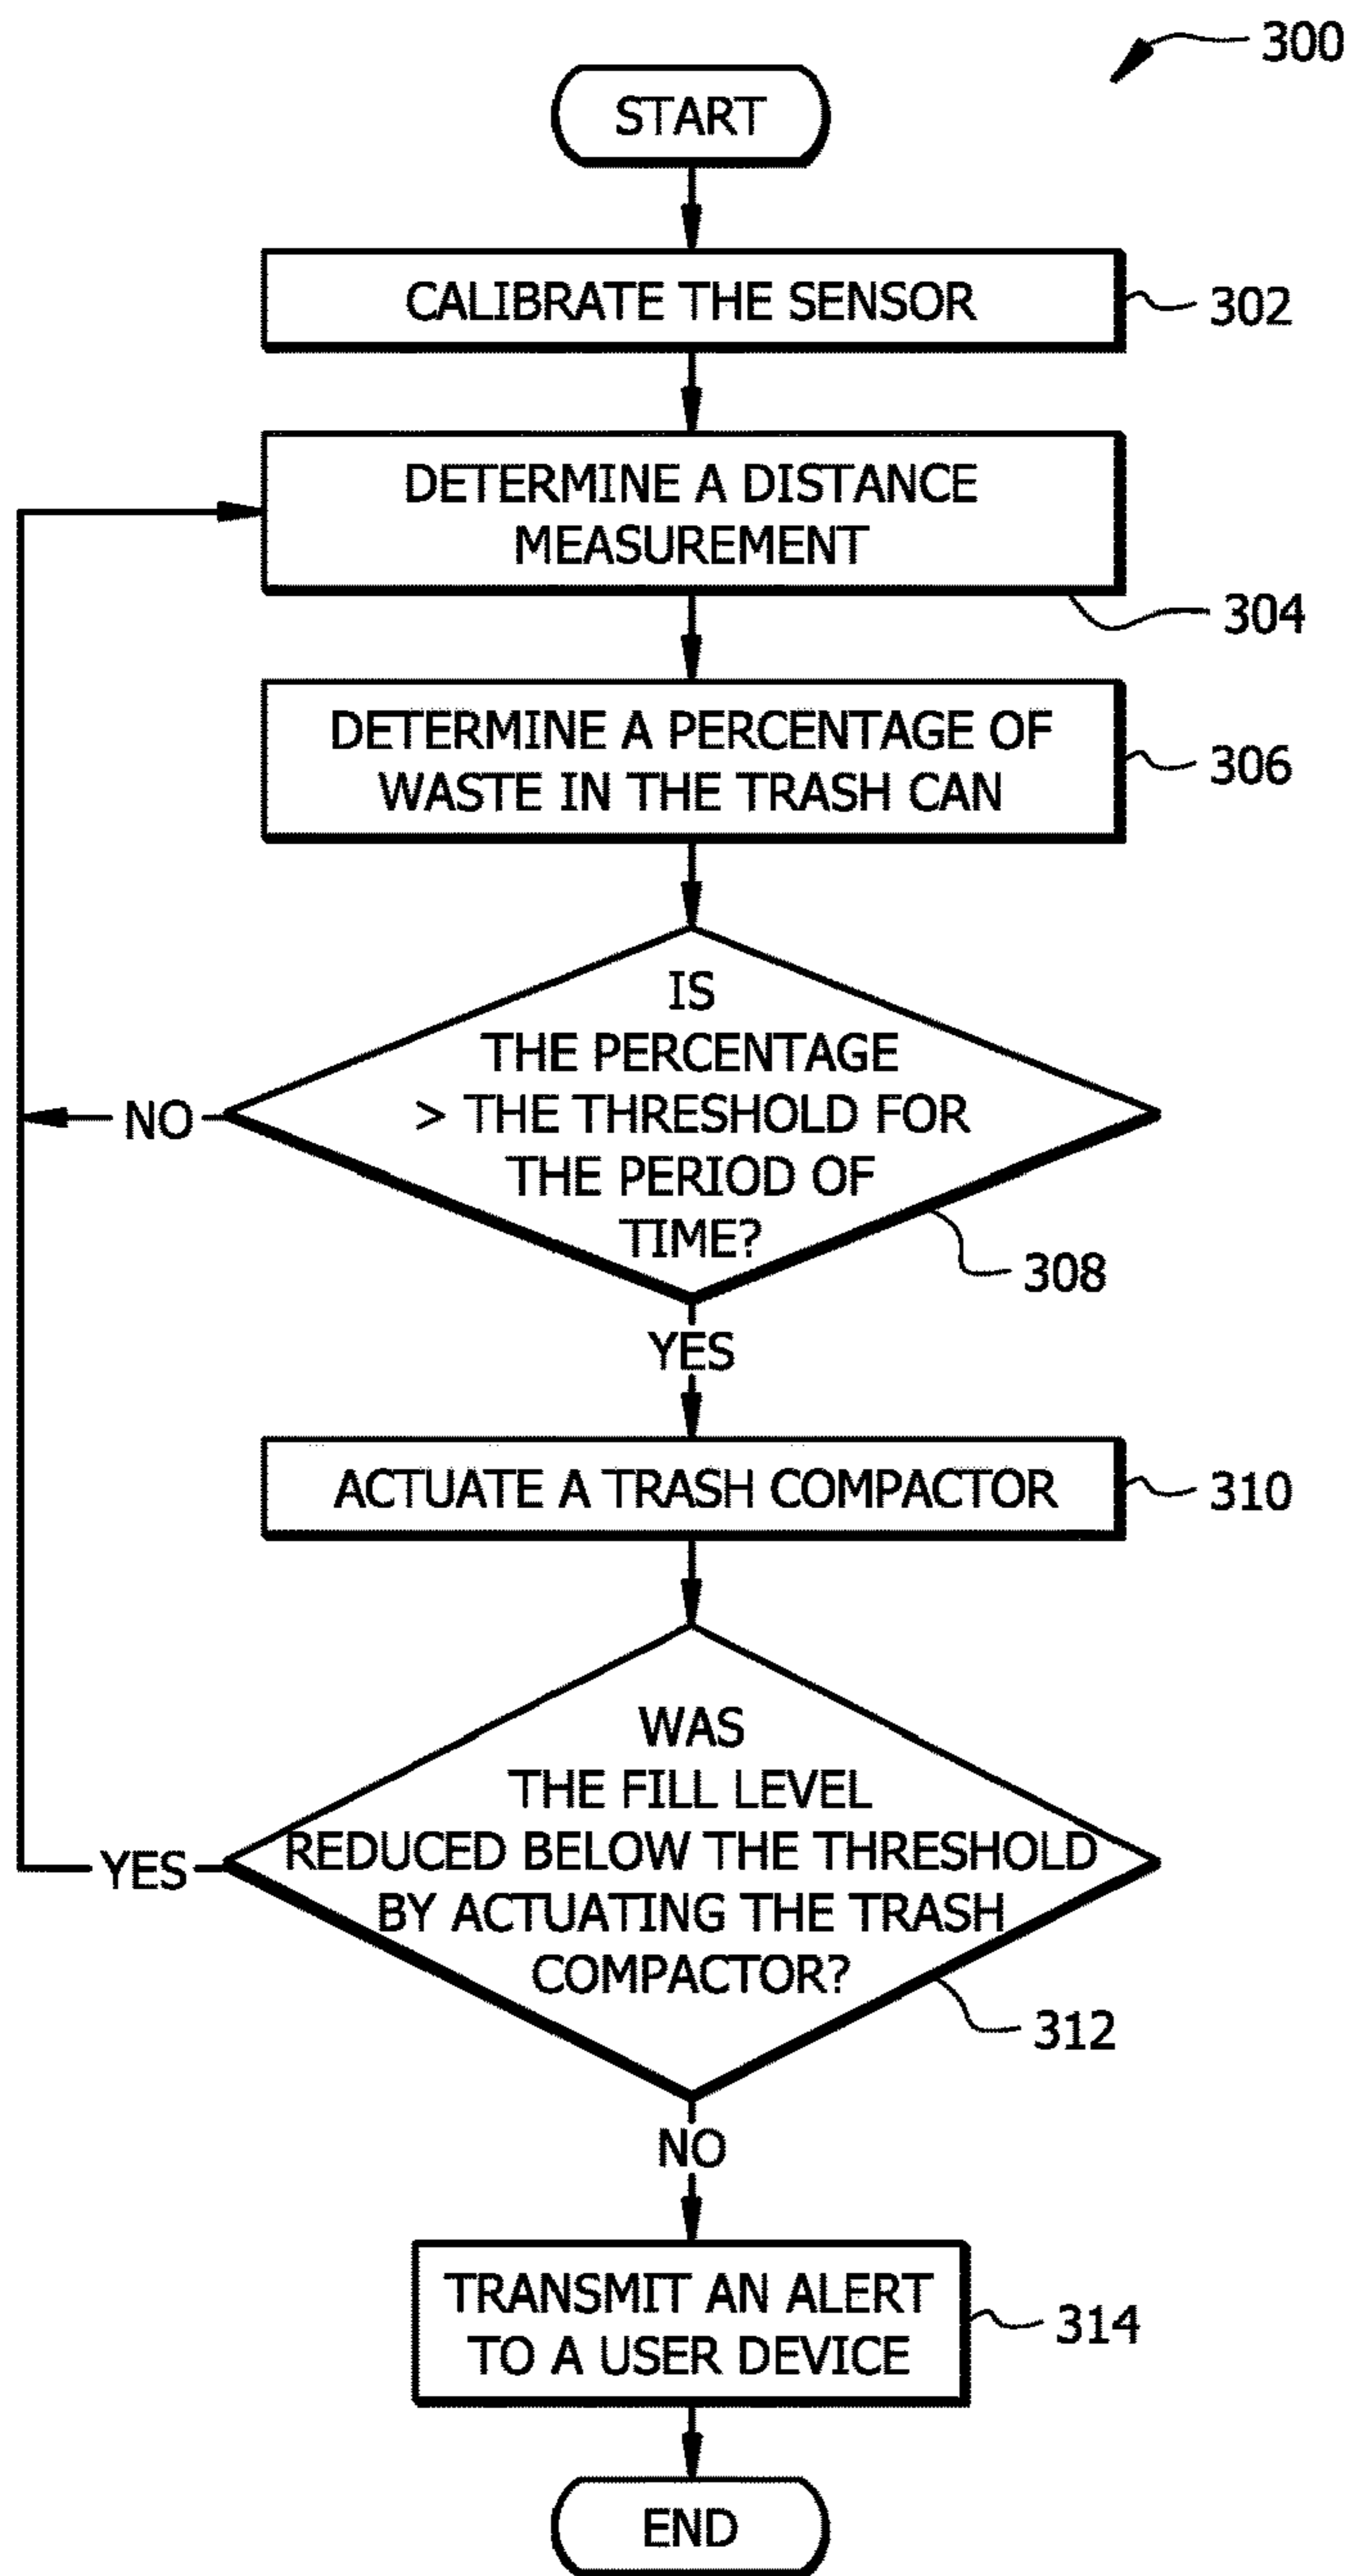 300
START
CALIBRATE THE SENSOR
302
DETERMINE A DISTANCE
MEASUREMENT
304
DETERMINE A PERCENTAGE OF
WASTE IN THE TRASH CAN
306
IS
THE PERCENTAGE
> THE THRESHOLD FOR
THE PERIOD OF
TIME?
NO
308
YES
ACTUATE A TRASH COMPACTOR
310
WAS
THE FILL LEVEL
REDUCED BELOW THE THRESHOLD
BY ACTUATING THE TRASH
COMPACTOR?
YES
312
NO
TRANSMIT AN ALERT
TO A USER DEVICE
314
END